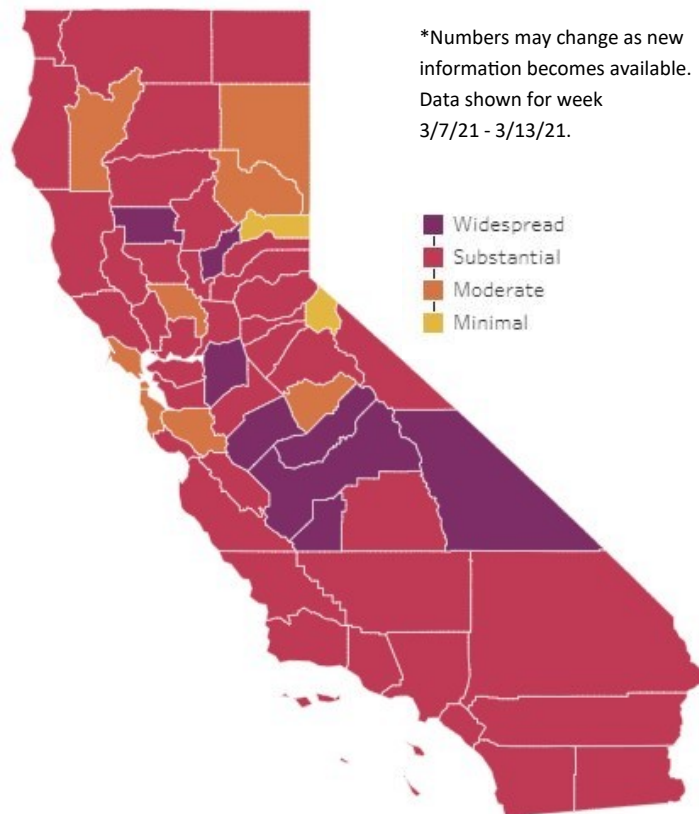 *Numbers may change as new
information becomes available.
Data shown for week
3/7/21 - 3/13/21.
Widespread
Substantial
Moderate
Minimal